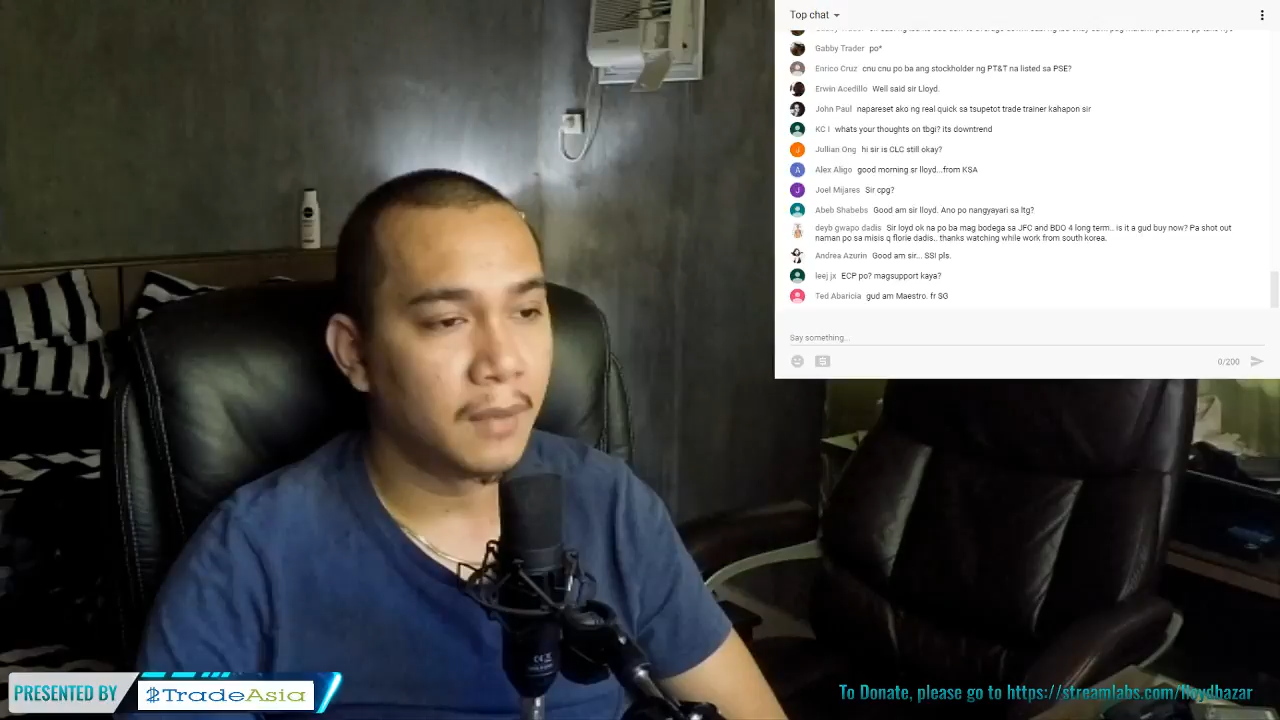 Top chat
Gabby Trader po*
Enrico Cruz cnu cnu po ba ang stockholder ng PT&T na listed sa PSE?
Erwin Acedillo Well said sir Lloyd.
John Paul napareset ako ng real quick sa tsupetot trade trainer kahapon sir
KC I whats your thoughts on tbgi? its downtrend
J Jullian Ong hi sir is CLC still okay?
A Alex Aligo good morning sr lloyd...from KSA
J Joel Mijares Sir cpg?
Abeb Shabebs Good am sir lloyd. Ano po nangyayari sa ltg?
deyb gwapo dadis Sir loyd ok na po ba mag bodega sa JFC and BDO 4 long term.. is it a gud buy now? Pa shot out
naman po sa misis q florie dadis.. thanks watching while work from south korea.
Andrea Azurin Good am sir... SSI pls.
leej jx ECP po? magsupport kaya?
Ted Abaricia gud am Maestro. fr SG
Say something...
0/200
NIVEA
CE
PRESENTED BY
$TradeAsia
To Donate, please go to https://streamlabs.com/lloydbazar